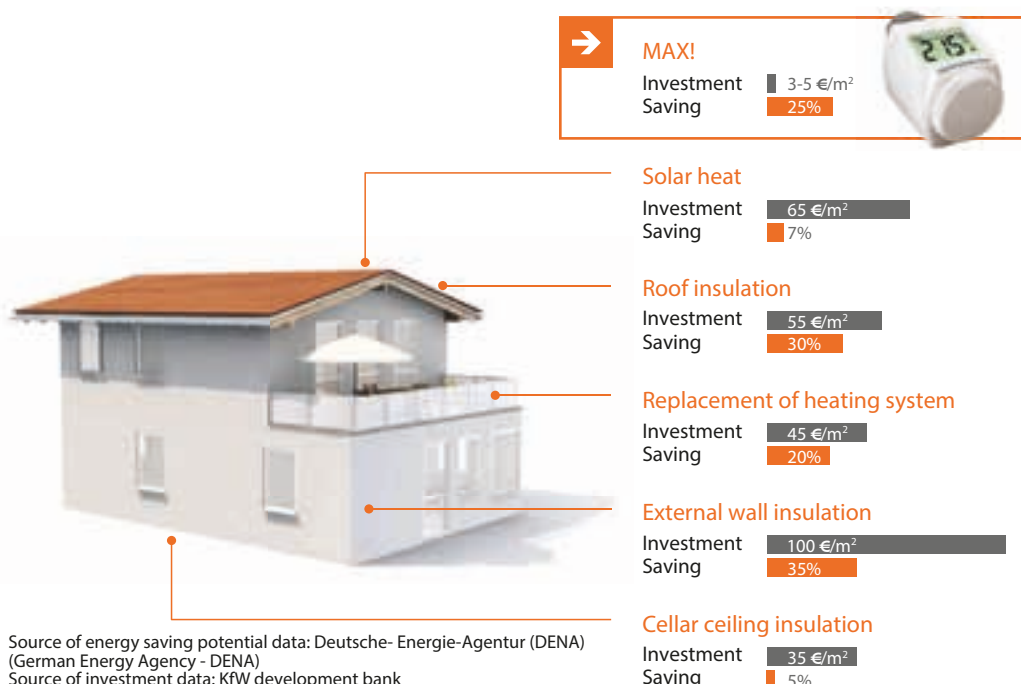 MAX!
Investment 3-5 €/m²
Saving 25%
21.5°
Solar heat
Investment 65 €/m²
Saving 7%
Roof insulation
Investment 55 €/m²
Saving 30%
Replacement of heating system
Investment 45 €/m²
Saving 20%
External wall insulation
Investment 100 €/m²
Saving 35%
Cellar ceiling insulation
Investment 35 €/m²
Saving 5%
Source of energy saving potential data: Deutsche- Energie-Agentur (DENA)
(German Energy Agency - DENA)
Source of investment data: KfW development bank